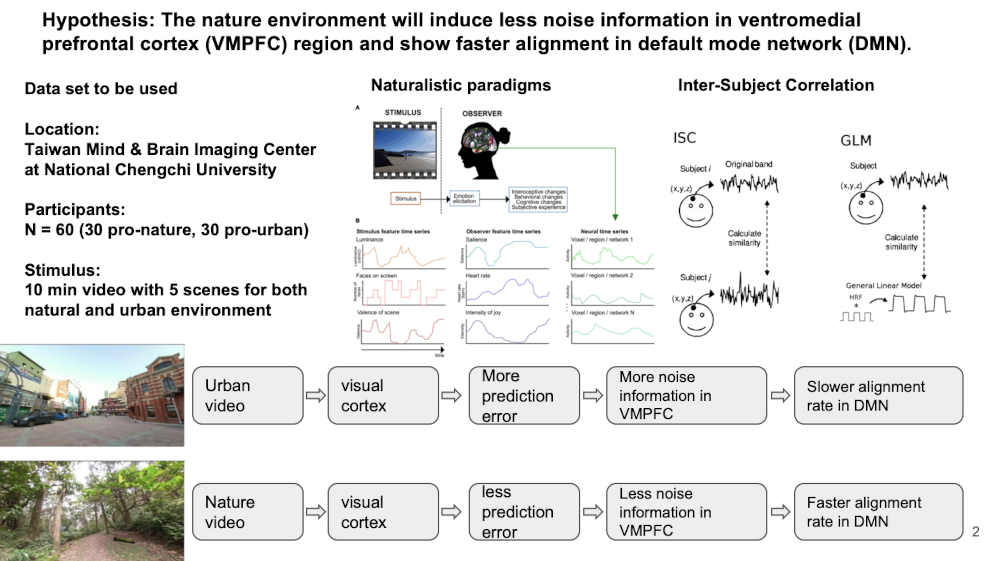 Hypothesis: The nature environment will induce less noise information in ventromedial
prefrontal cortex (VMPFC) region and show faster alignment in default mode network (DMN).
Data set to be used
Location:
Taiwan Mind & Brain Imaging Center
at National Chengchi University
Participants:
N = 60 (30 pro-nature, 30 pro-urban)
Stimulus:
10 min video with 5 scenes for both
natural and urban environment
Naturalistic paradigms
A
STIMULUS
OBSERVER
Stimulus
Emotion
elicitation
Interoceptive changes
Behavioral changes
Cognitive changes
Subjective experience
B
Stimulus feature time series
Observer feature time series
Neural time series
Luminance
Salience
Voxel / region / network 1
Salience
Activity
Faces on screen
Heart rate
Voxel / region / network 2
Activity
Valence of scene
Intensity of joy
Voxel / region / network N
Valence
Intensity
Activity
time
Inter-Subject Correlation
ISC
GLM
Subject i
Original band
(x,y,z)
Calculate
similarity
Subject j
(x,y,z)
Subject
(x,y,z)
Calculate
similarity
General Linear Model
HRF
*
Urban
video
visual
cortex
More
prediction
error
More noise
information in
VMPFC
Slower alignment
rate in DMN
Nature
video
visual
cortex
less
prediction
error
Less noise
information in
VMPFC
Faster alignment
rate in DMN
2